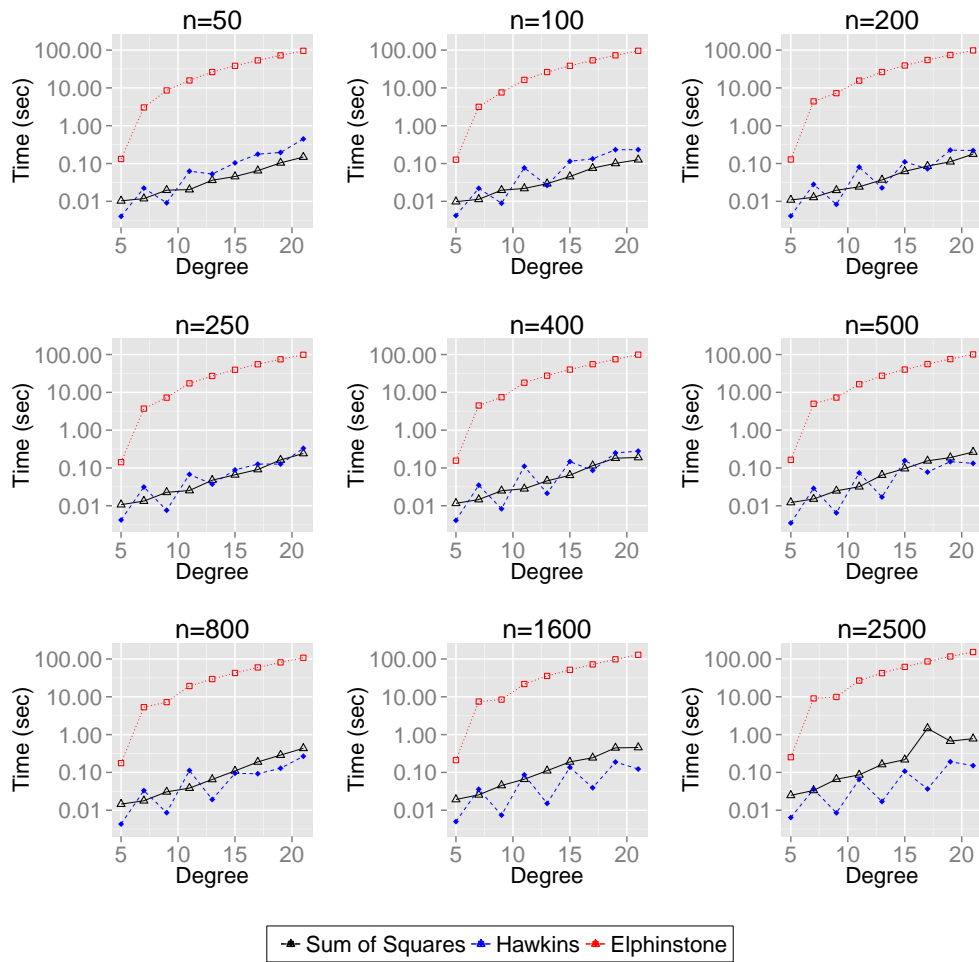 n=50 n=100 n=200
Time (sec) Time (sec) Time (sec)
100.00 100.00 100.00
10.00 10.00 10.00
1.00 1.00 1.00
0.10 0.10 0.10
0.01 0.01 0.01
5 10 15 20 5 10 15 20 5 10 15 20
Degree Degree Degree
n=250 n=400 n=500
Time (sec) Time (sec) Time (sec)
100.00 100.00 100.00
10.00 10.00 10.00
1.00 1.00 1.00
0.10 0.10 0.10
0.01 0.01 0.01
5 10 15 20 5 10 15 20 5 10 15 20
Degree Degree Degree
n=800 n=1600 n=2500
Time (sec) Time (sec) Time (sec)
100.00 100.00 100.00
10.00 10.00 10.00
1.00 1.00 1.00
0.10 0.10 0.10
0.01 0.01 0.01
5 10 15 20 5 10 15 20 5 10 15 20
Degree Degree Degree
Sum of Squares Hawkins Elphinstone